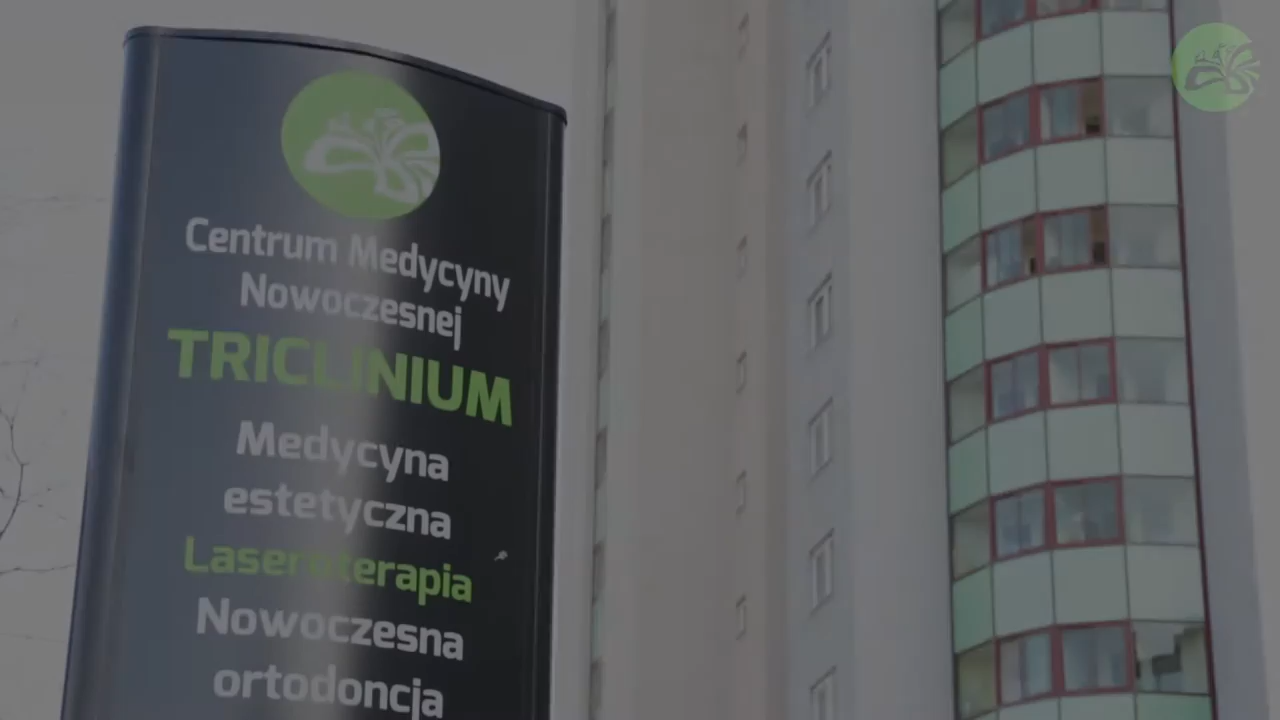 Centrum Medycyny
Nowoczesnej
TRICLINIUM
Medycyna
estetyczna
Laseroterapia
Nowoczesna
ortodoncja